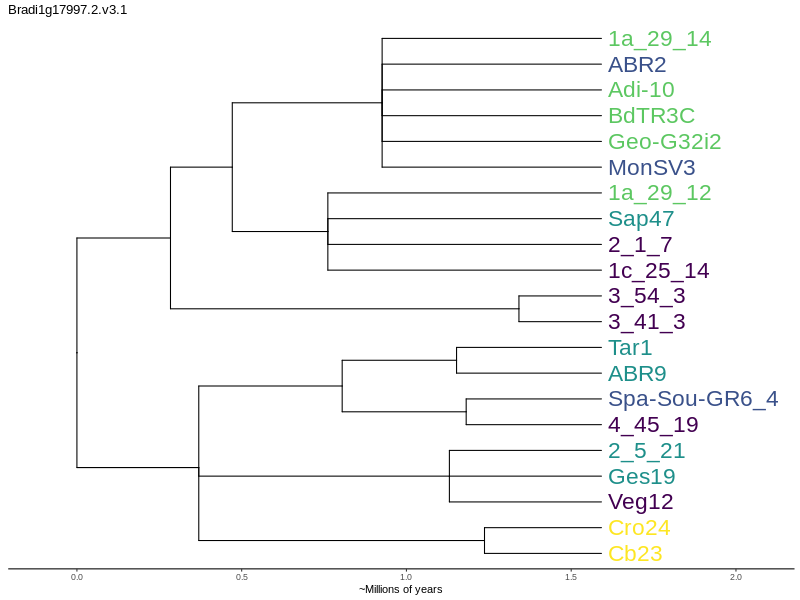 Bradi1g17997.2.v3.1
1a_29_14
ABR2
Adi-10
BdTR3C
Geo-G32i2
MonSV3
1a_29_12
Sap47
2_1_7
1c_25_14
3_54_3
3_41_3
Tar1
ABR9
Spa-Sou-GR6_4
4_45_19
2_5_21
Ges19
Veg12
Cro24
Cb23
0.0 0.5 1.0 1.5 2.0
~Millions of years